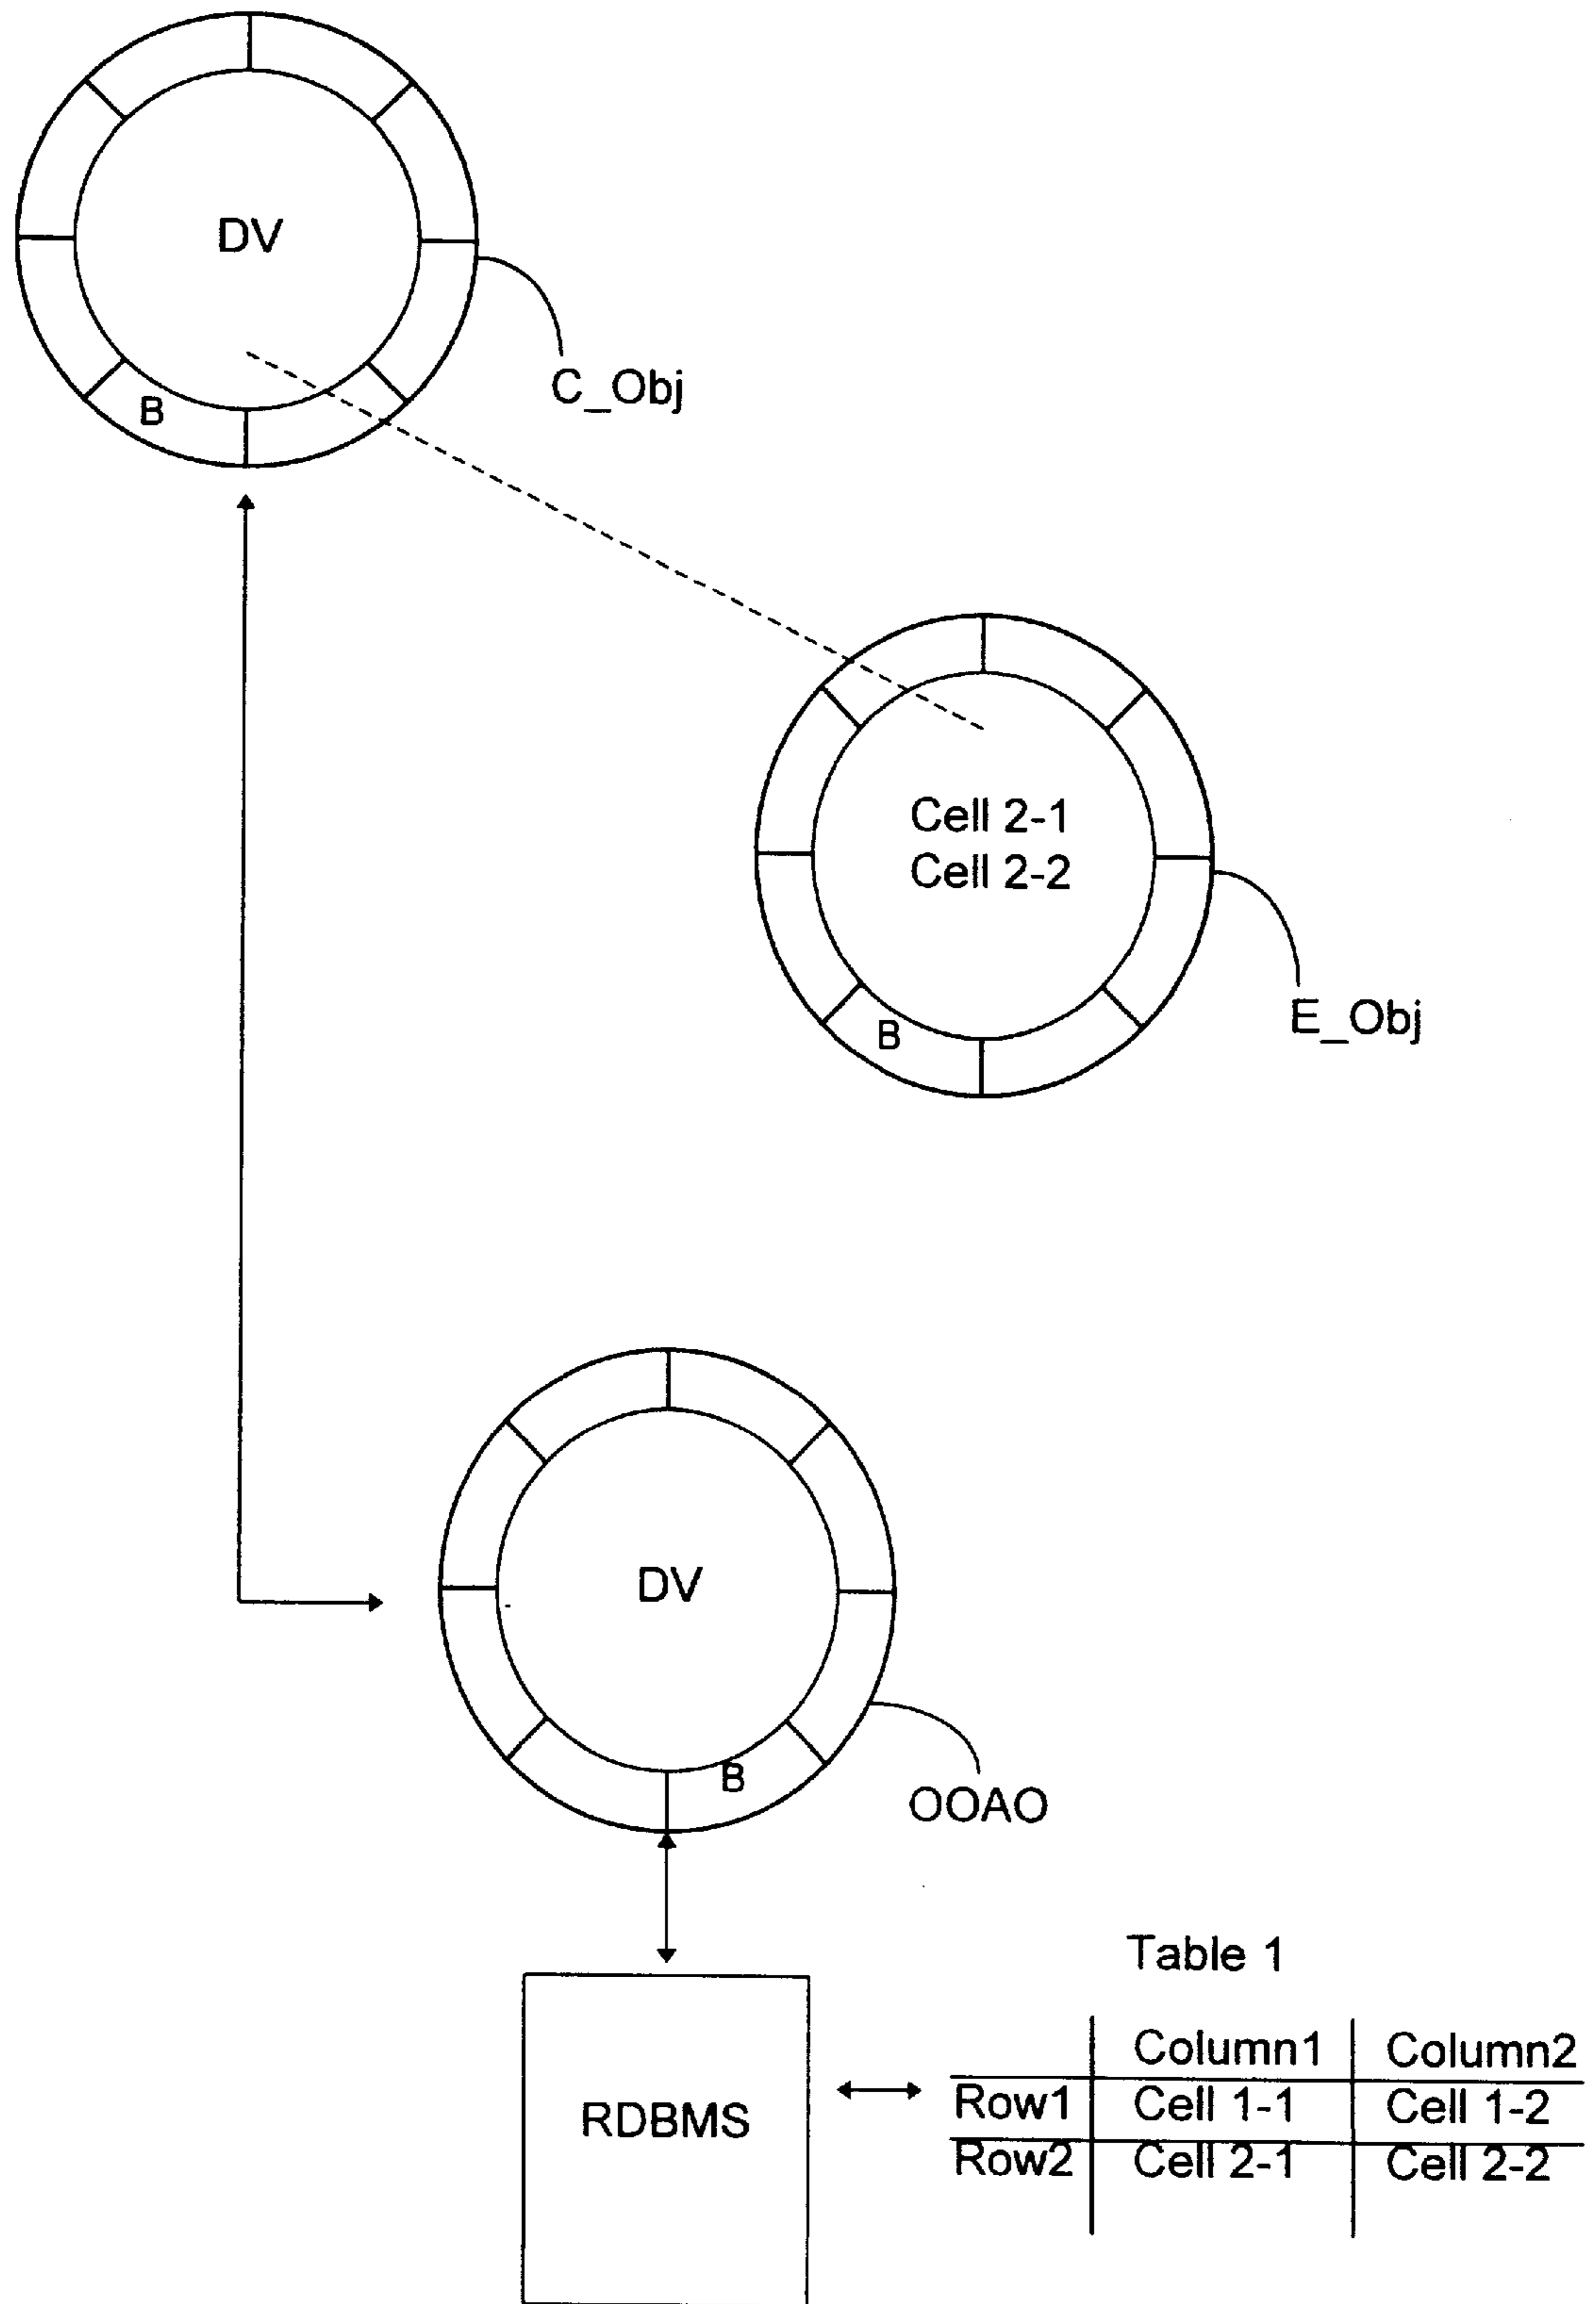 DV
C_Obj
B
Cell 2-1
Cell 2-2
B
E_Obj
DV
B
OOAO
Table 1
Column1 Column2
RDBMS
Row1 Cell 1-1 Cell 1-2
Row2 Cell 2-1 Cell 2-2